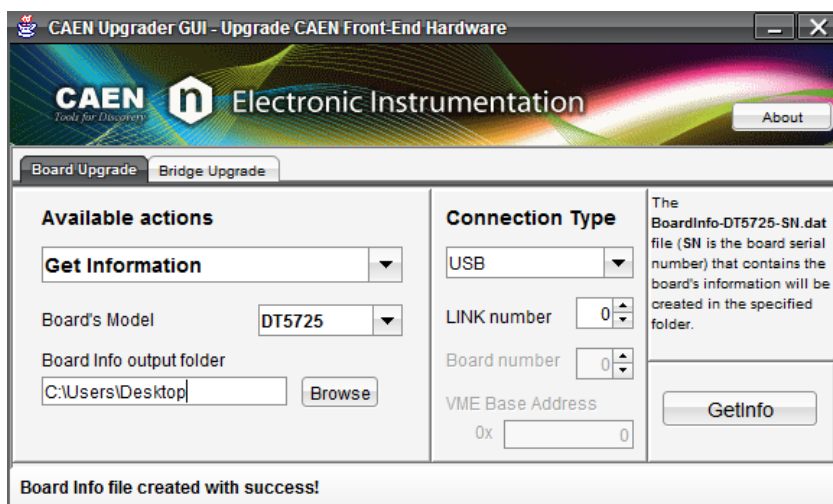 CAEN Upgrader GUI - Upgrade CAEN Front-End Hardware
CAEN
Tools for Discovery
n
Electronic Instrumentation
About
Board Upgrade
Bridge Upgrade
Available actions
Get Information
Board's Model
DT5725
Board Info output folder
C:\Users\Desktop
Browse
Connection Type
USB
LINK number
0
Board number
0
VME Base Address
0x
0
The
BoardInfo-DT5725-SN.dat
file (SN is the board serial
number) that contains the
board's information will be
created in the specified
folder.
GetInfo
Board Info file created with success!